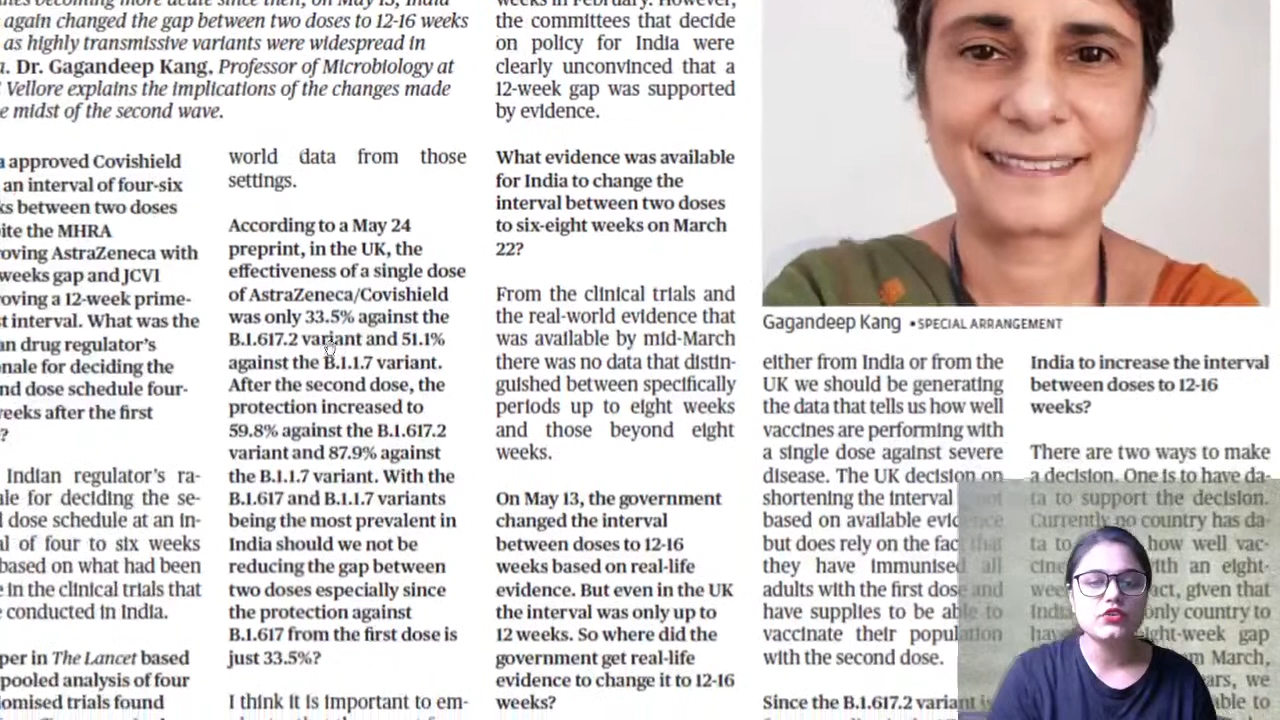 again changed the gap between two doses to 12-16 weeks
as highly transmissive variants were widespread in
Dr. Gagandeep Kang, Professor of Microbiology at
Vellore explains the implications of the changes made
midst of the second wave.
approved Covishield
an interval of four-six
between two doses
the MHRA
AstraZeneca with
weeks gap and JCVI
a 12-week prime-
interval. What was the
drug regulator's
for deciding the
dose schedule four-
after the first
?
Indian regulator's ra-
for deciding the se-
dose schedule at an in-
of four to six weeks
based on what had been
in the clinical trials that
conducted in India.
in The Lancet based
pooled analysis of four
trials found
world data from those
settings.
According to a May 24
preprint, in the UK, the
effectiveness of a single dose
of AstraZeneca/Covishield
was only 33.5% against the
B.1.617.2 variant and 51.1%
against the B.1.1.7 variant.
After the second dose, the
protection increased to
59.8% against the B.1.617.2
variant and 87.9% against
the B.1.1.7 variant. With the
B.1.617 and B.1.1.7 variants
being the most prevalent in
India should we not be
reducing the gap between
two doses especially since
the protection against
B.1.617 from the first dose is
just 33.5%?
I think it is important to em-
weeks in February. However,
the committees that decide
on policy for India were
clearly unconvinced that a
12-week gap was supported
by evidence.
What evidence was available
for India to change the
interval between two doses
to six-eight weeks on March
22?
From the clinical trials and
the real-world evidence that
was available by mid-March
there was no data that distin-
guished between specifically
periods up to eight weeks
and those beyond eight
weeks.
On May 13, the government
changed the interval
between doses to 12-16
weeks based on real-life
evidence. But even in the UK
the interval was only up to
12 weeks. So where did the
government get real-life
evidence to change it to 12-16
weeks?
Gagandeep Kang •SPECIAL ARRANGEMENT
either from India or from the
UK we should be generating
the data that tells us how well
vaccines are performing with
a single dose against severe
disease. The UK decision on
shortening the interval not
based on available evidence
but does rely on the fact that
they have immunised all
adults with the first dose and
have supplies to be able to
vaccinate their population
with the second dose.
Since the B.1.617.2 variant is
India to increase the interval
between doses to 12-16
weeks?
There are two ways to make
a decision. One is to have da-
ta to support the decision.
Currently no country has da-
ta to how well vac-
an eight-
given that
only country to
eight-week gap
March,
we
to